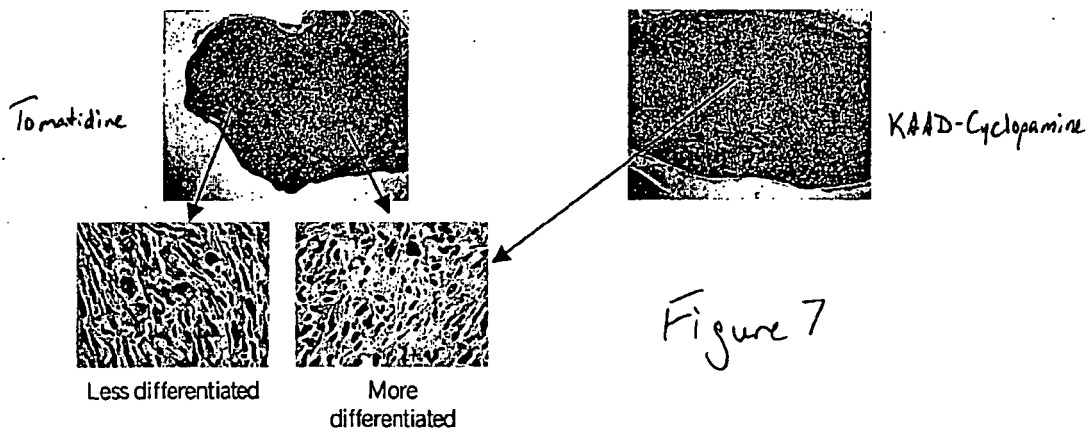 Tomatidine
KAAD-Cyclopamine
Less differentiated
More
differentiated
Figure 7